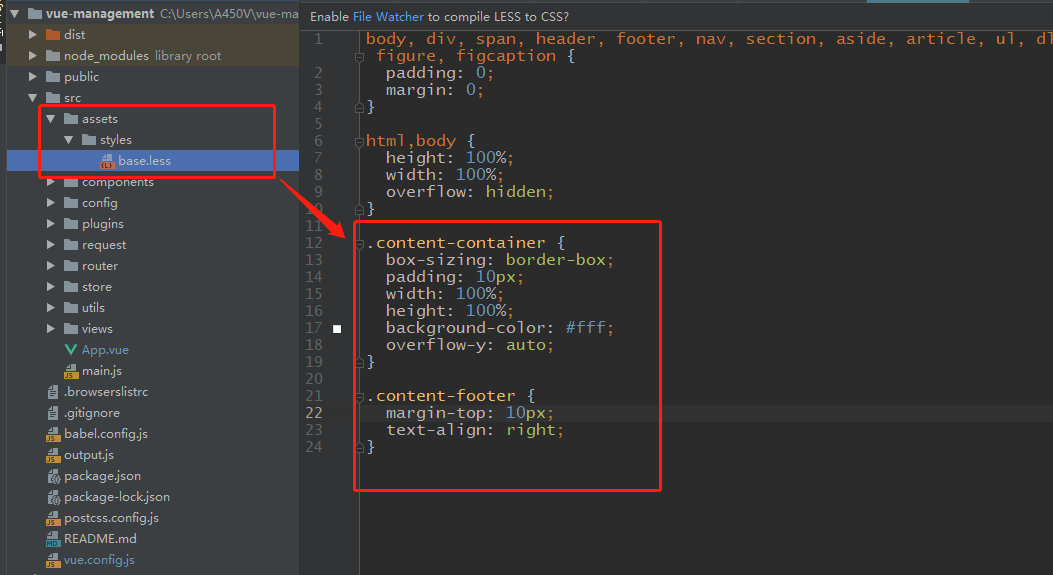 vue-management C:\Users\A450V\vue-ma
dist
node_modules library root
public
src
assets
styles
base.less
components
config
plugins
request
router
store
utils
views
App.vue
main.js
.browserslistrc
.gitignore
babel.config.js
output.js
package.json
package-lock.json
postcss.config.js
README.md
vue.config.js
Enable File Watcher to compile LESS to CSS?
1 body, div, span, header, footer, nav, section, aside, article, ul, dl
figure, figcaption {
2 padding: 0;
3 margin: 0;
4 }
5
6 html,body {
7 height: 100%;
8 width: 100%;
9 overflow: hidden;
10 }
11
12 .content-container {
13 box-sizing: border-box;
14 padding: 10px;
15 width: 100%;
16 height: 100%;
17 background-color: #fff;
18 overflow-y: auto;
19 }
20
21 .content-footer {
22 margin-top: 10px;
23 text-align: right;
24 }